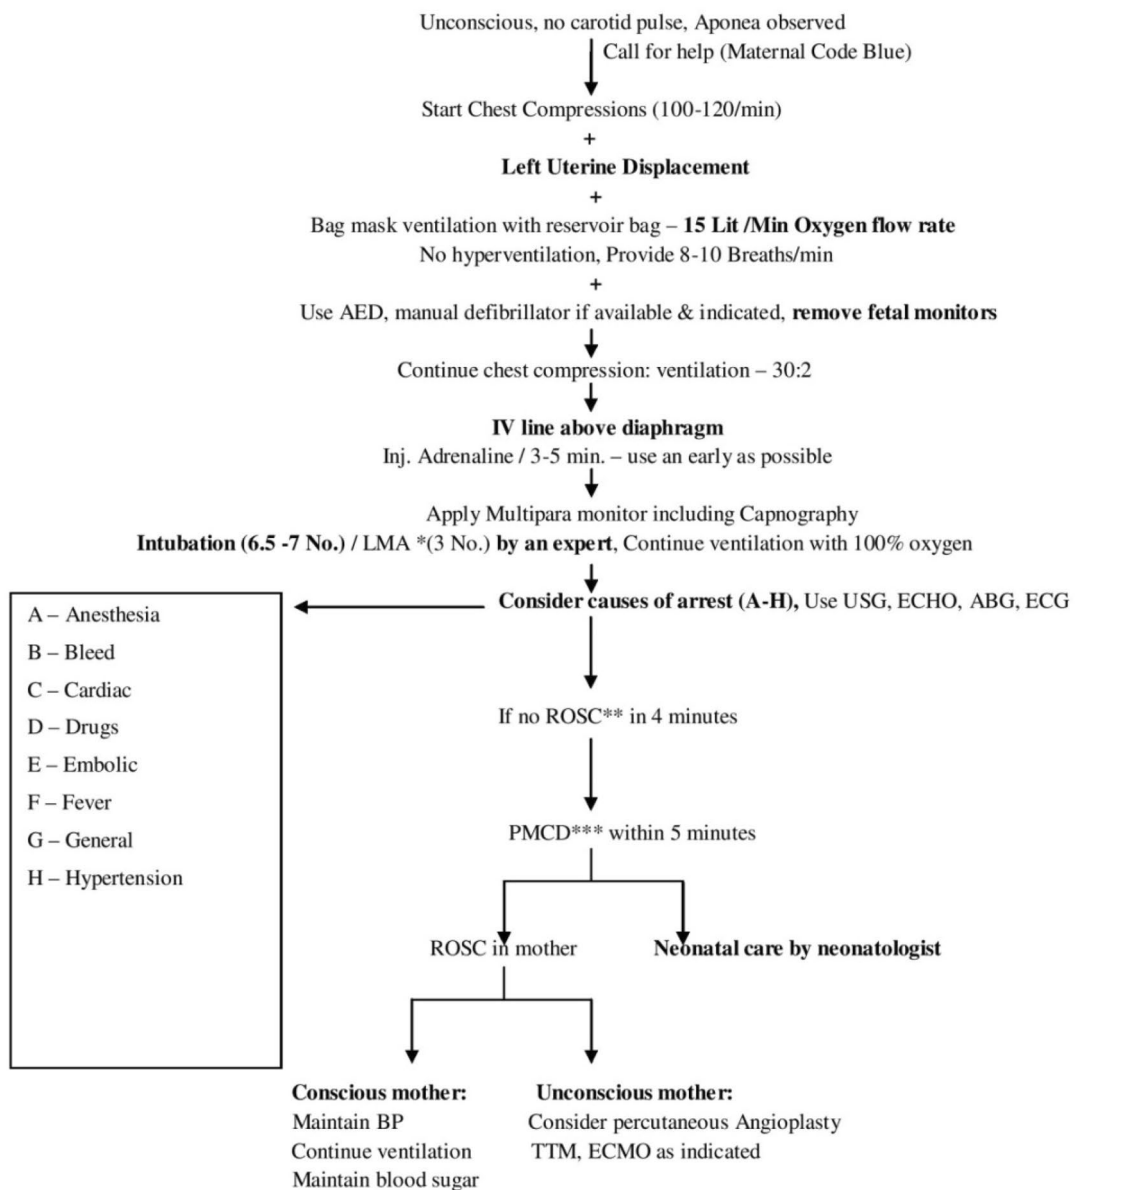 Unconscious, no carotid pulse, Aponea observed
Call for help (Maternal Code Blue)
Start Chest Compressions (100-120/min)
+
Left Uterine Displacement
+
Bag mask ventilation with reservoir bag – 15 Lit /Min Oxygen flow rate
No hyperventilation, Provide 8-10 Breaths/min
+
Use AED, manual defibrillator if available & indicated, remove fetal monitors
Continue chest compression: ventilation – 30:2
IV line above diaphragm
Inj. Adrenaline / 3-5 min. – use an early as possible
Apply Multipara monitor including Capnography
Intubation (6.5 -7 No.) / LMA *(3 No.) by an expert, Continue ventilation with 100% oxygen
Consider causes of arrest (A-H), Use USG, ECHO, ABG, ECG
A – Anesthesia
B – Bleed
C – Cardiac
D – Drugs
E – Embolic
F – Fever
G – General
H – Hypertension
If no ROSC** in 4 minutes
PMCD*** within 5 minutes
ROSC in mother
Neonatal care by neonatologist
Conscious mother:
Maintain BP
Continue ventilation
Maintain blood sugar
Unconscious mother:
Consider percutaneous Angioplasty
TTM, ECMO as indicated